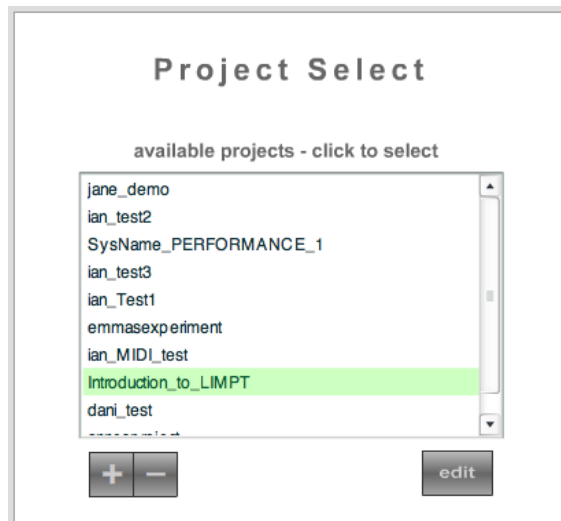 Project Select
available projects - click to select
jane_demo
ian_test2
SysName_PERFORMANCE_1
ian_test3
ian_Test1
emmasexperiment
ian_MIDI_test
Introduction_to_LIMPT
dani_test
+ −
edit